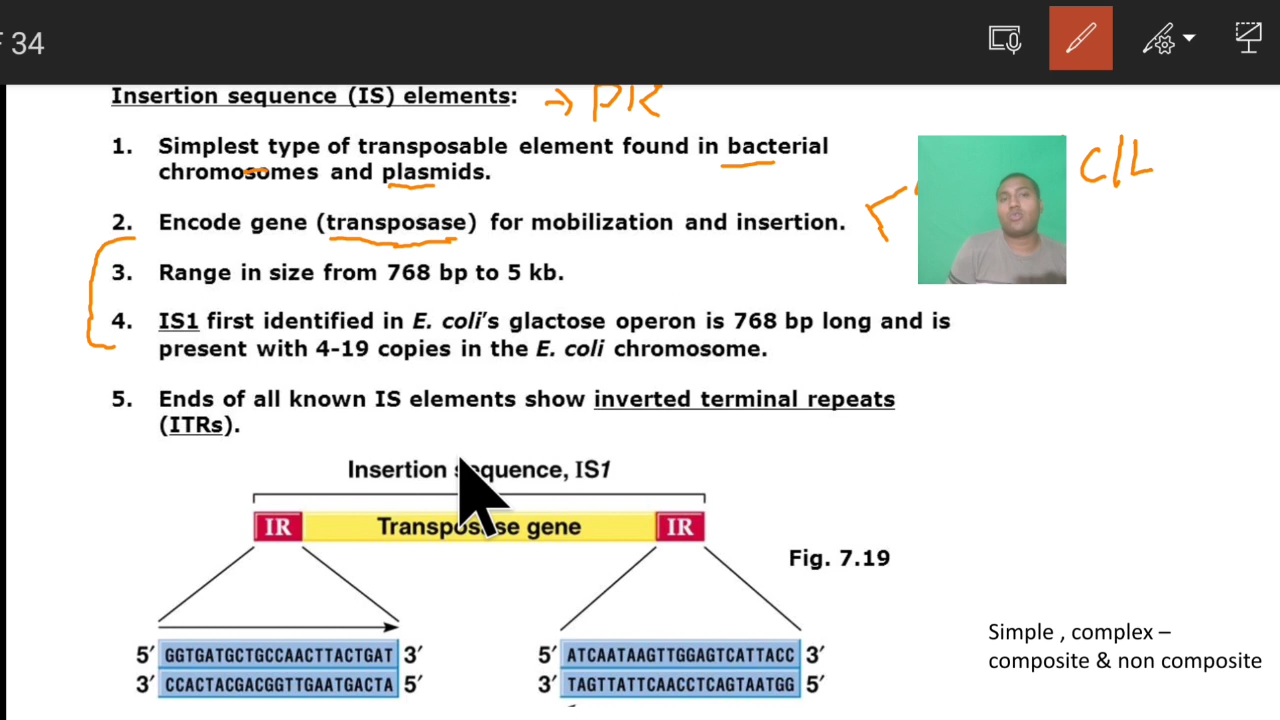 34
Insertion sequence (IS) elements: → PR
1. Simplest type of transposable element found in bacterial
chromosomes and plasmids.
C/L
2. Encode gene (transposase) for mobilization and insertion.
3. Range in size from 768 bp to 5 kb.
4. IS1 first identified in E. coli's glactose operon is 768 bp long and is
present with 4-19 copies in the E. coli chromosome.
5. Ends of all known IS elements show inverted terminal repeats
(ITRs).
Insertion sequence, IS1
IR Transposase gene IR
Fig. 7.19
5′ GGTGATGCTGCCAACTTACTGAT 3′ 5′ ATCAATAAGTTGGAGTCATTACC 3′
3′ CCACTACGACGGTTGAATGACTA 5′ 3′ TAGTTATTCAACCTCAGTAATGG 5′
Simple , complex –
composite & non composite